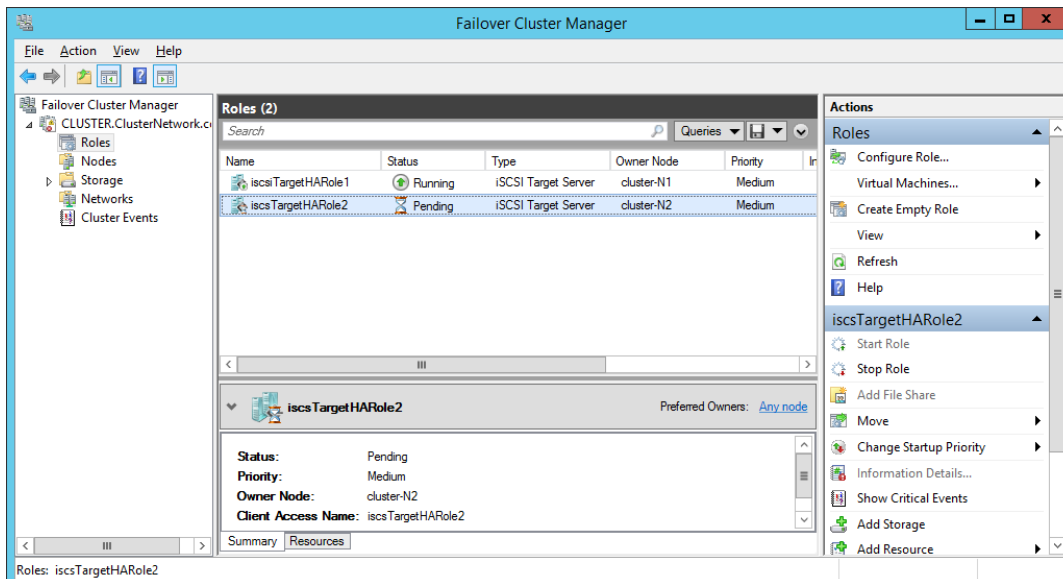 Failover Cluster Manager
File Action View Help
Failover Cluster Manager
CLUSTER.ClusterNetwork.c
Roles
Nodes
Storage
Networks
Cluster Events
Roles (2)
Search
Queries
Name Status Type Owner Node Priority In
iscsiTargetHARole1 Running iSCSI Target Server cluster-N1 Medium
iscsTargetHARole2 Pending iSCSI Target Server cluster-N2 Medium
iscsTargetHARole2 Preferred Owners: Any node
Status: Pending
Priority: Medium
Owner Node: cluster-N2
Client Access Name: iscsTargetHARole2
Summary Resources
Actions
Roles
Configure Role...
Virtual Machines...
Create Empty Role
View
Refresh
Help
iscsTargetHARole2
Start Role
Stop Role
Add File Share
Move
Change Startup Priority
Information Details...
Show Critical Events
Add Storage
Add Resource
Roles: iscsTargetHARole2